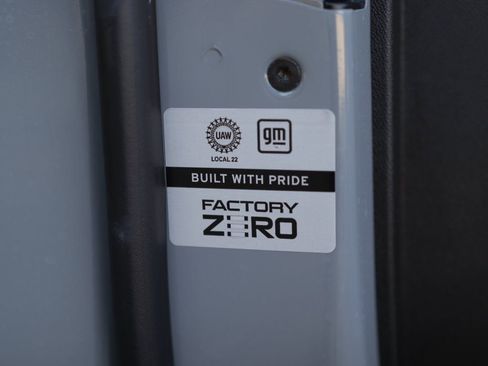 UAW
gm
LOCAL 22
BUILT WITH PRIDE
FACTORY
ZERO